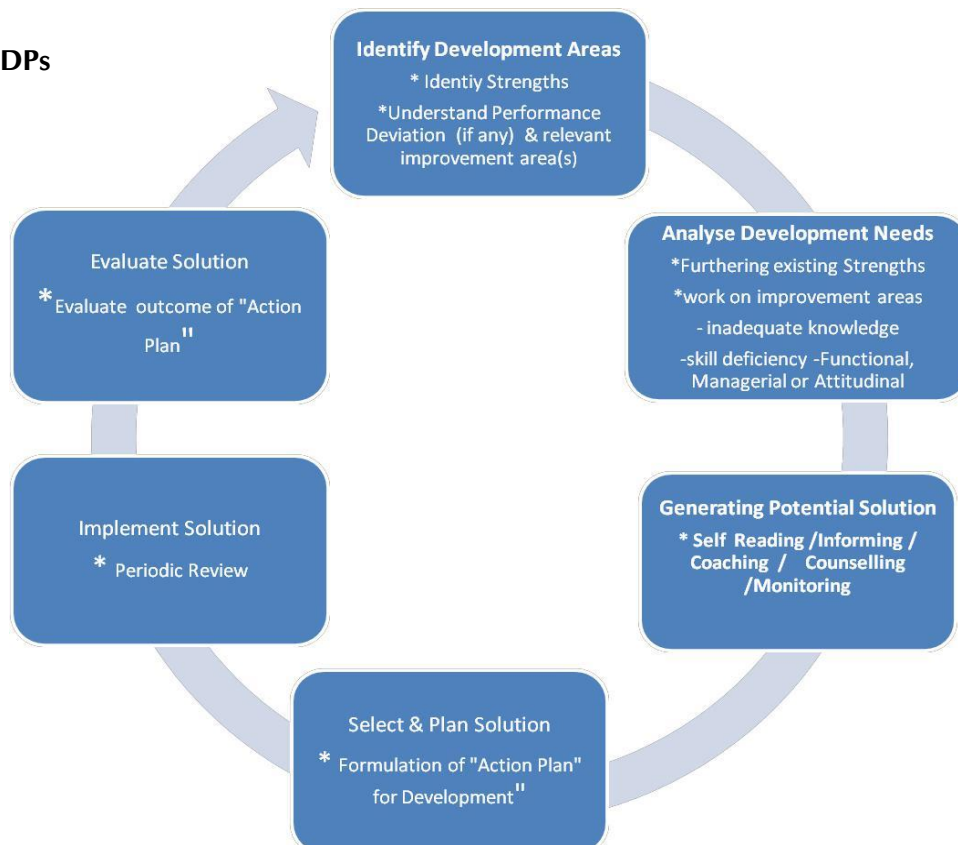 DPs
Identify Development Areas
* Identiy Strengths
*Understand Performance
Deviation (if any) & relevant
improvement area(s)
Analyse Development Needs
*Furthering existing Strengths
*work on improvement areas
- inadequate knowledge
-skill deficiency -Functional,
Managerial or Attitudinal
Generating Potential Solution
* Self Reading /Informing /
Coaching / Counselling
/Monitoring
Select & Plan Solution
* Formulation of "Action Plan"
for Development"
Implement Solution
* Periodic Review
Evaluate Solution
*Evaluate outcome of "Action
Plan"